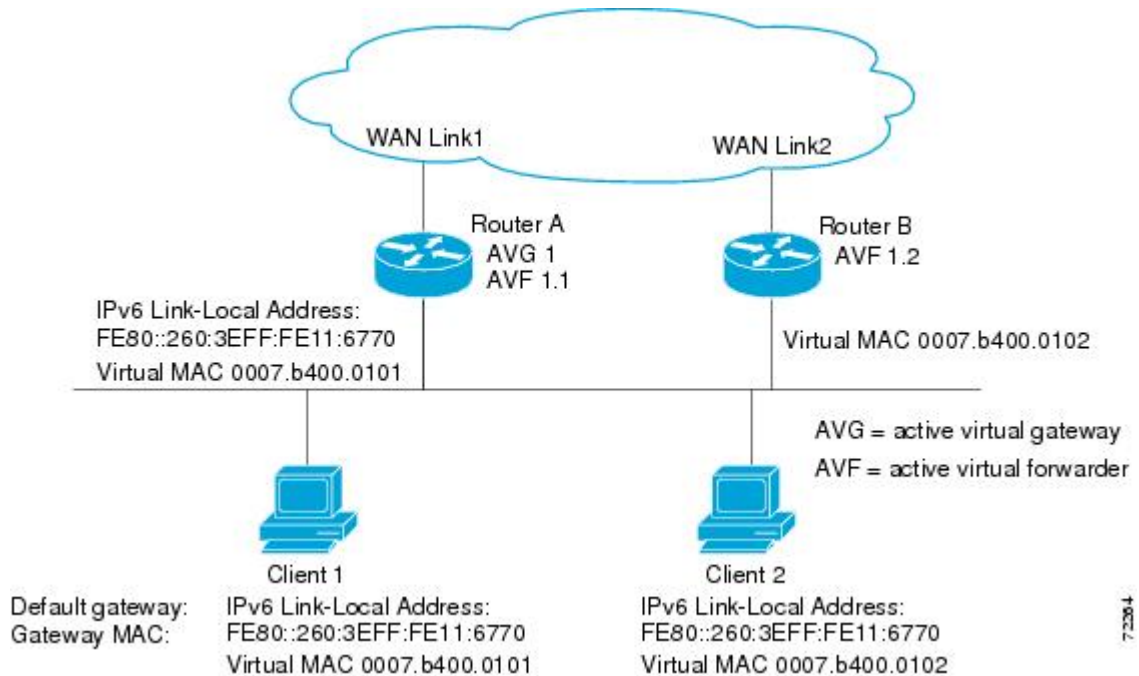 WAN Link1
WAN Link2
Router A
AVG 1
AVF 1.1
Router B
AVF 1.2
IPv6 Link-Local Address:
FE80::260:3EFF:FE11:6770
Virtual MAC 0007.b400.0101
Virtual MAC 0007.b400.0102
AVG = active virtual gateway
AVF = active virtual forwarder
Client 1
Client 2
Default gateway:
Gateway MAC:
IPv6 Link-Local Address:
FE80::260:3EFF:FE11:6770
Virtual MAC 0007.b400.0101
IPv6 Link-Local Address:
FE80::260:3EFF:FE11:6770
Virtual MAC 0007.b400.0102
72264